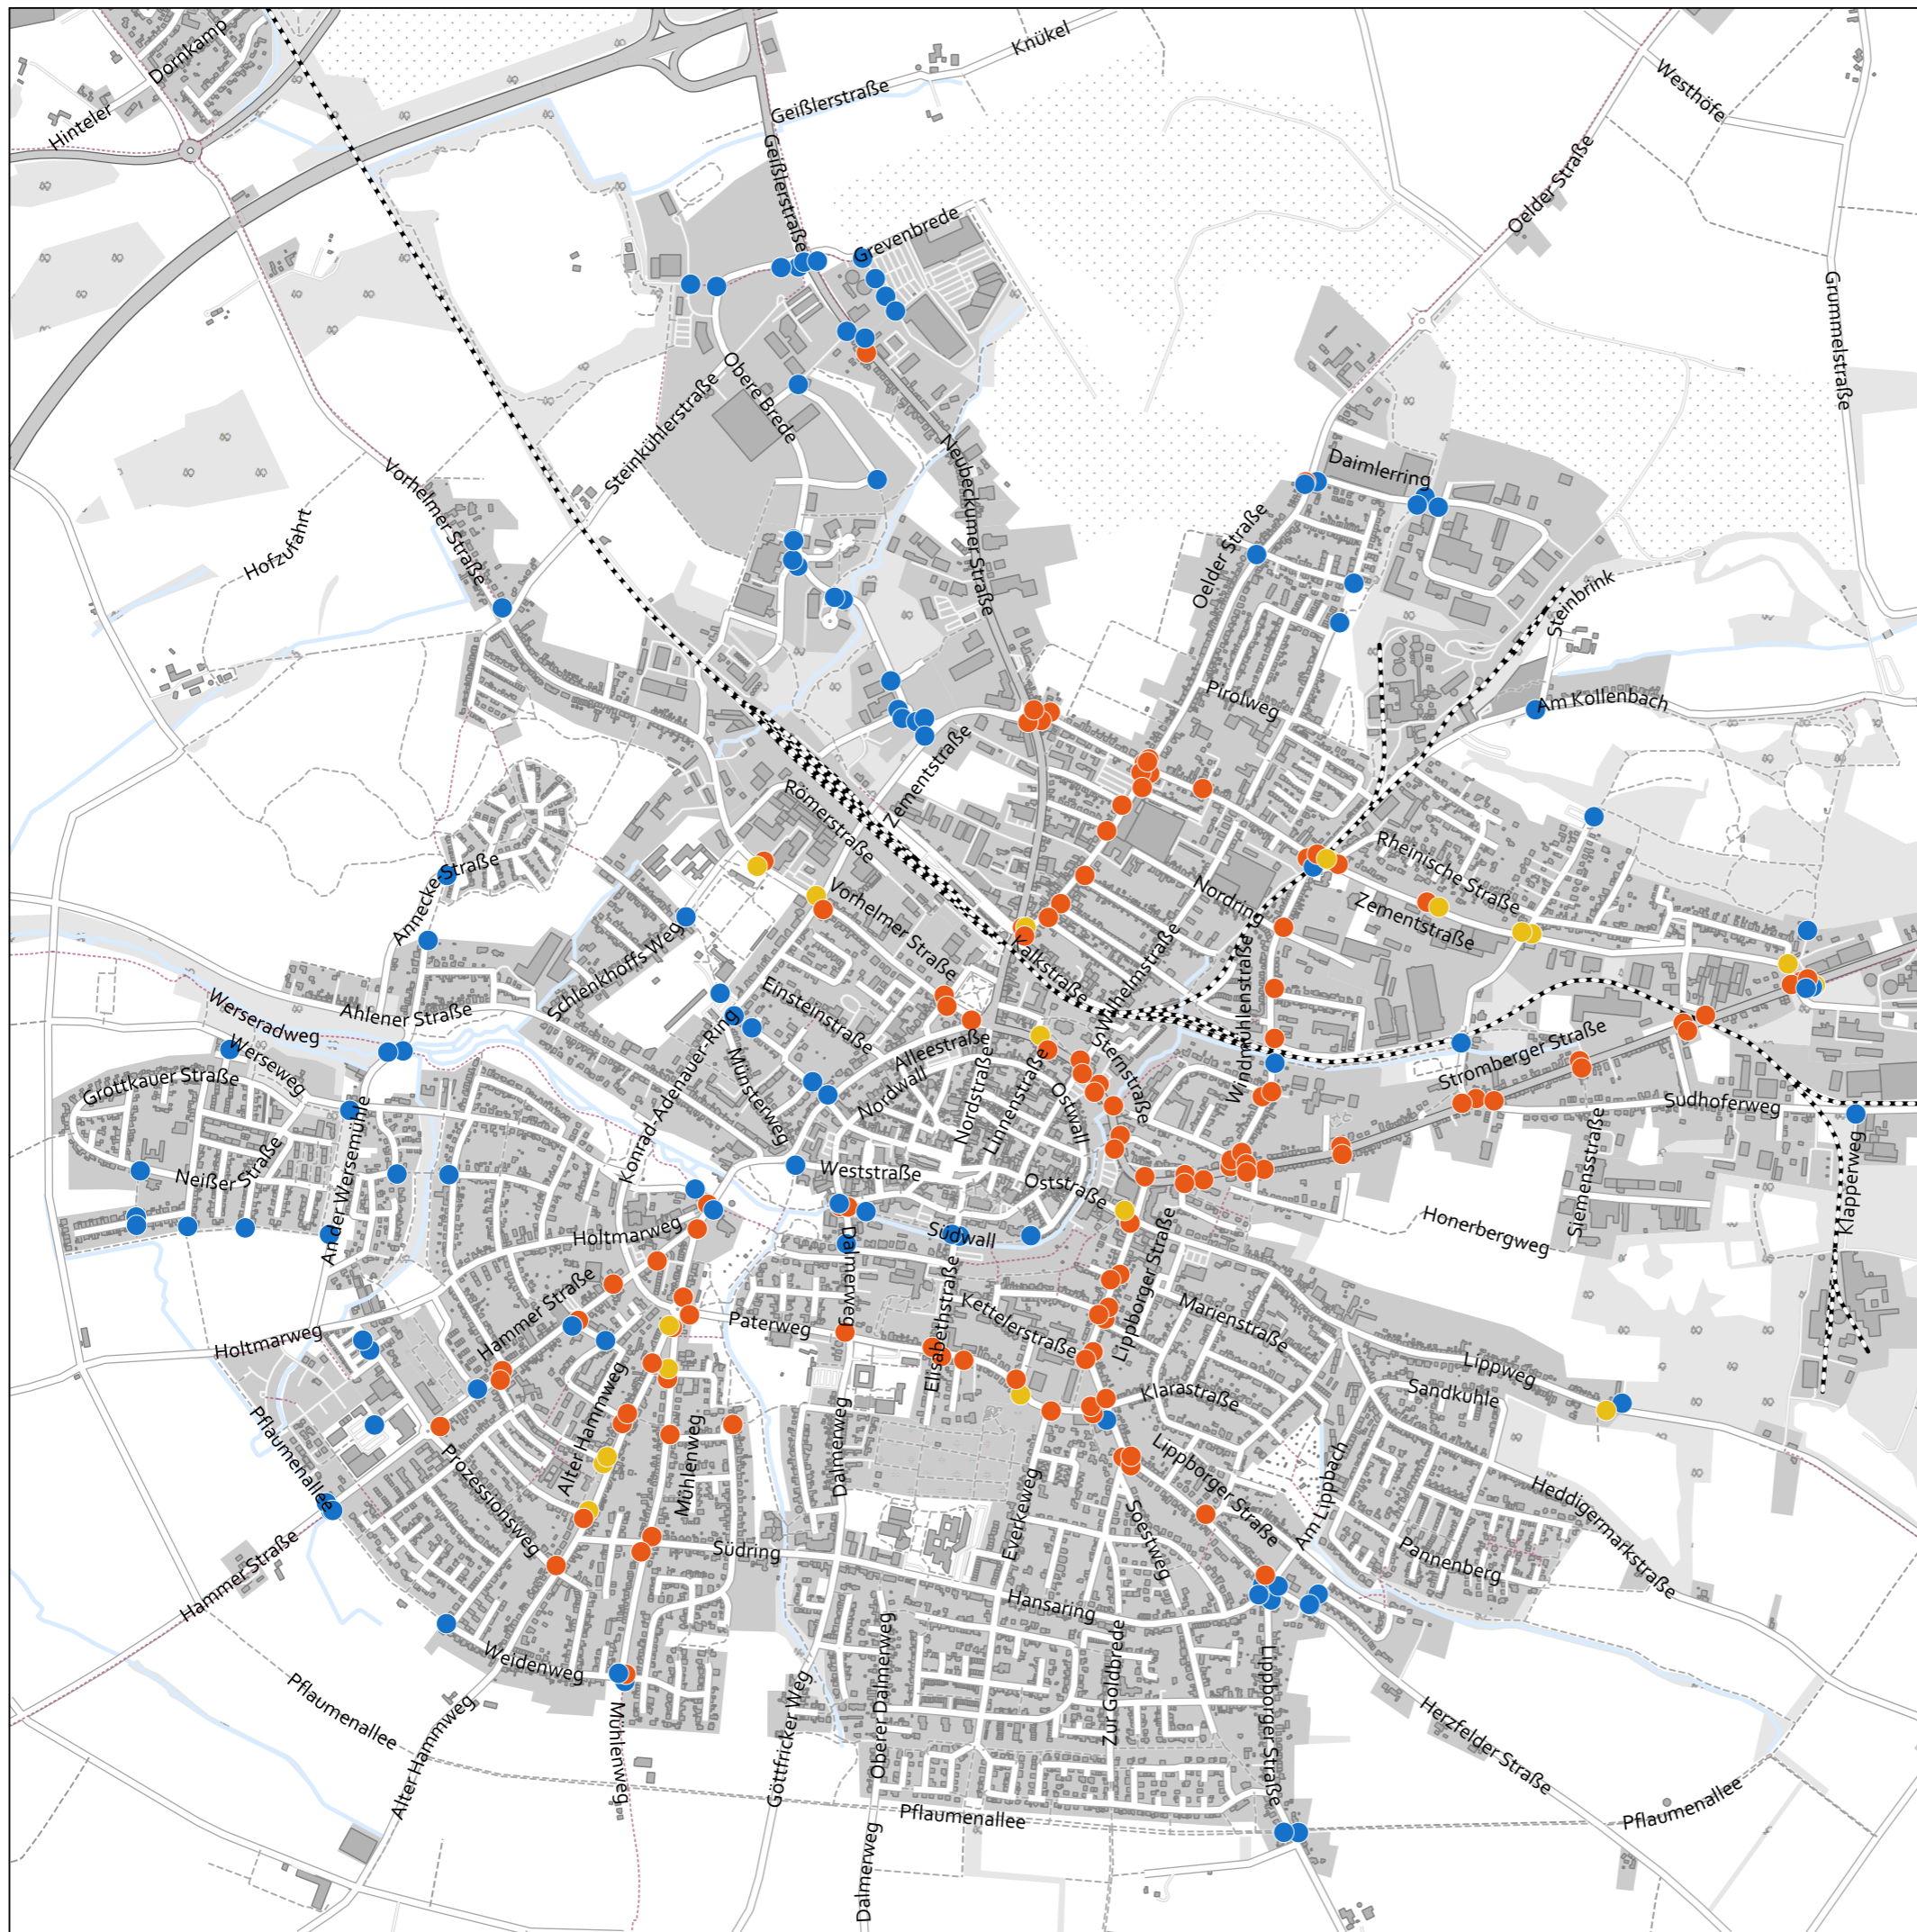 Dornkamp
Knükel
Westhöfe
Geißlerstraße
Hinteler
Geißlerstraße
Oelder Straße
Grevenbrede
Grummelstraße
Obere Brede
Steinkühlerstraße
Neubeckumer Straße
Daimlerring
Vorhelmer Straße
Hofzufahrt
Oelder Straße
Steinbrink
Pirolweg
Am Kollenbach
Zementstraße
Römerstraße
Rheinische Straße
Annecke-Straße
Vorhelmer Straße
Nordring
Zementstraße
Schlenkhoffs Weg
Kalkstraße
Wilhelmstraße
Windmühlenstraße
Werseradweg
Ahlener Straße
Einsteinstraße
Werseweg
Konrad-Adenauer-Ring
Münsterweg
Alleestraße
Sternstraße
Stromberger Straße
Grottkauer Straße
Nordwall
Nordstraße
Linnenstraße
Ostwall
Sudhoferweg
An der Wersemühle
Neißer Straße
Weststraße
Oststraße
Siemensstraße
Klapperweg
Holtmarweg
Südwall
Honerbergweg
Dalmerweg
Lippborger Straße
Hammer Straße
Elisabethstraße
Kettelerstraße
Marienstraße
Holtmarweg
Paterweg
Lippweg
Klarastraße
Sandkuhle
Alter Hammweg
Pflaumenallee
Prozessionsweg
Mühlenweg
Dalmerweg
Everkeweg
Lippborger Straße
Am Lippbach
Heddigermarkstraße
Soestweg
Südring
Pannenberg
Hammer Straße
Hansaring
Weidenweg
Oberer Dalmerweg
Zur Goldbrede
Lippborger Straße
Pflaumenallee
Alter Hammweg
Mühlenweg
Göttfricker Weg
Herzfelder Straße
Pflaumenallee
Pflaumenallee
Dalmerweg